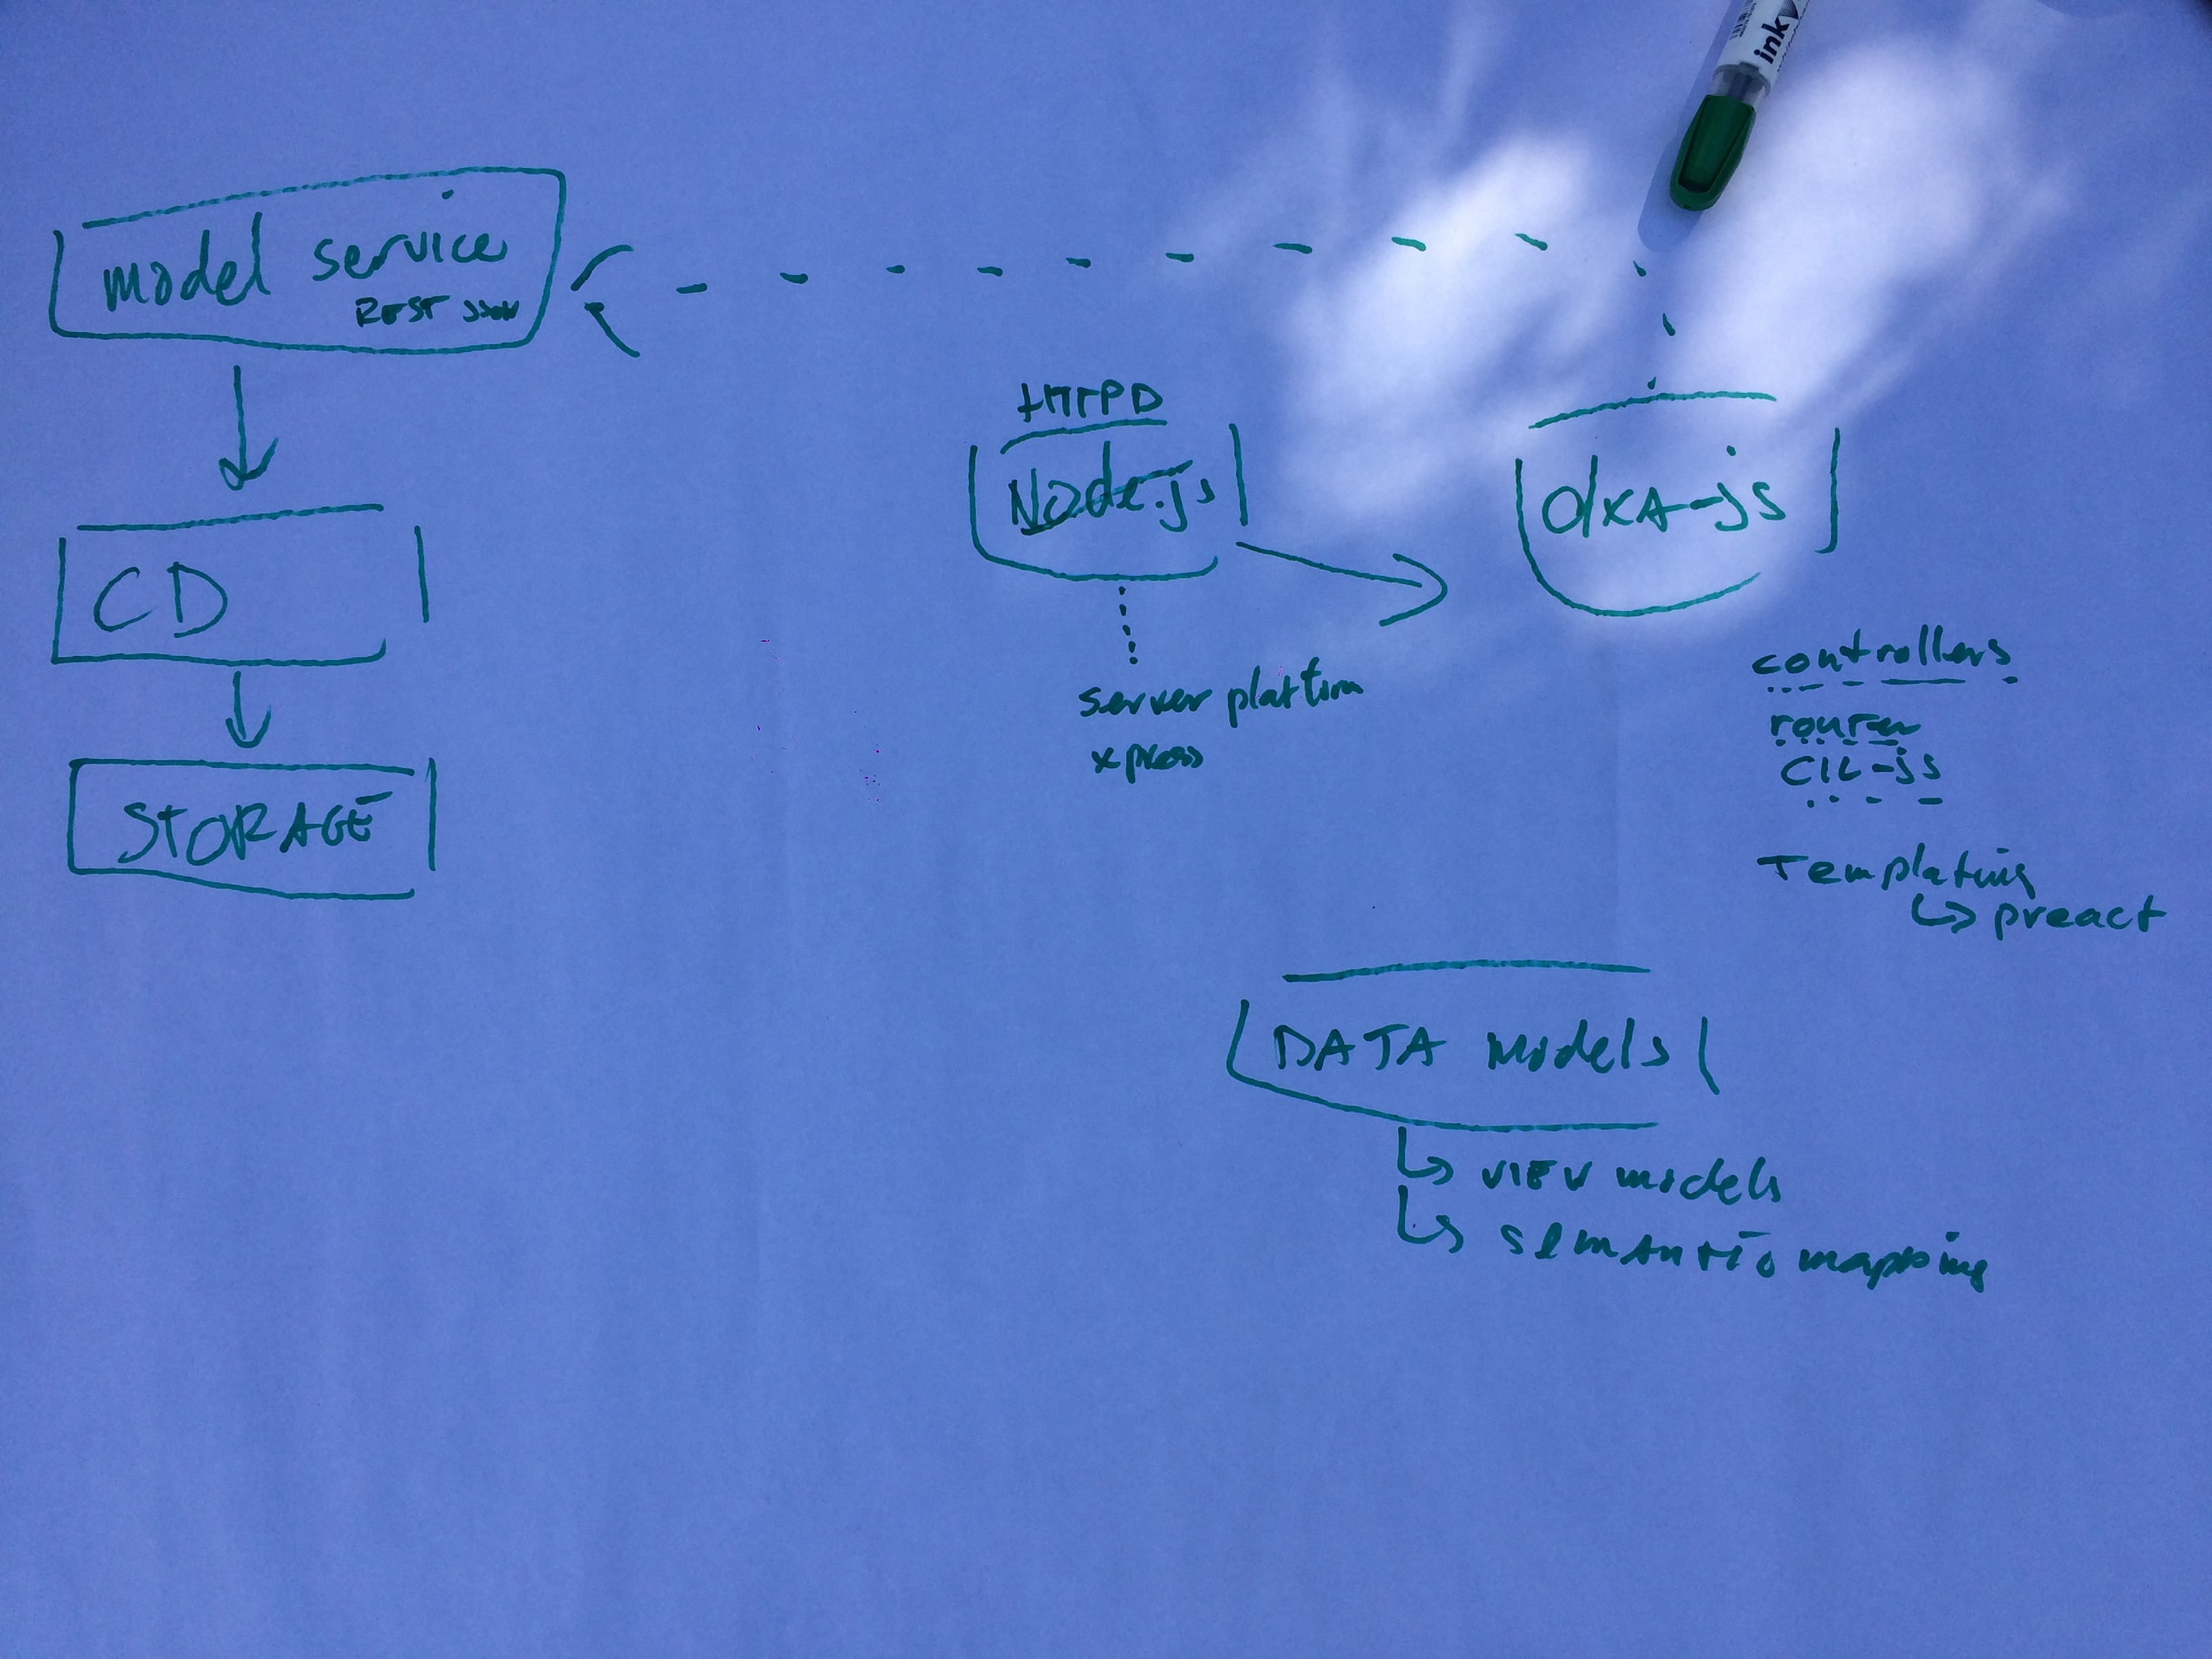 ink
model service
REST JSON
CD
STORAGE
HTTPD
Node.js
server platform
xpress
dxA-js
controllers
router
CIL-js
Templating
↳ preact
DATA models
↳ VIEW models
↳ semantic mapping